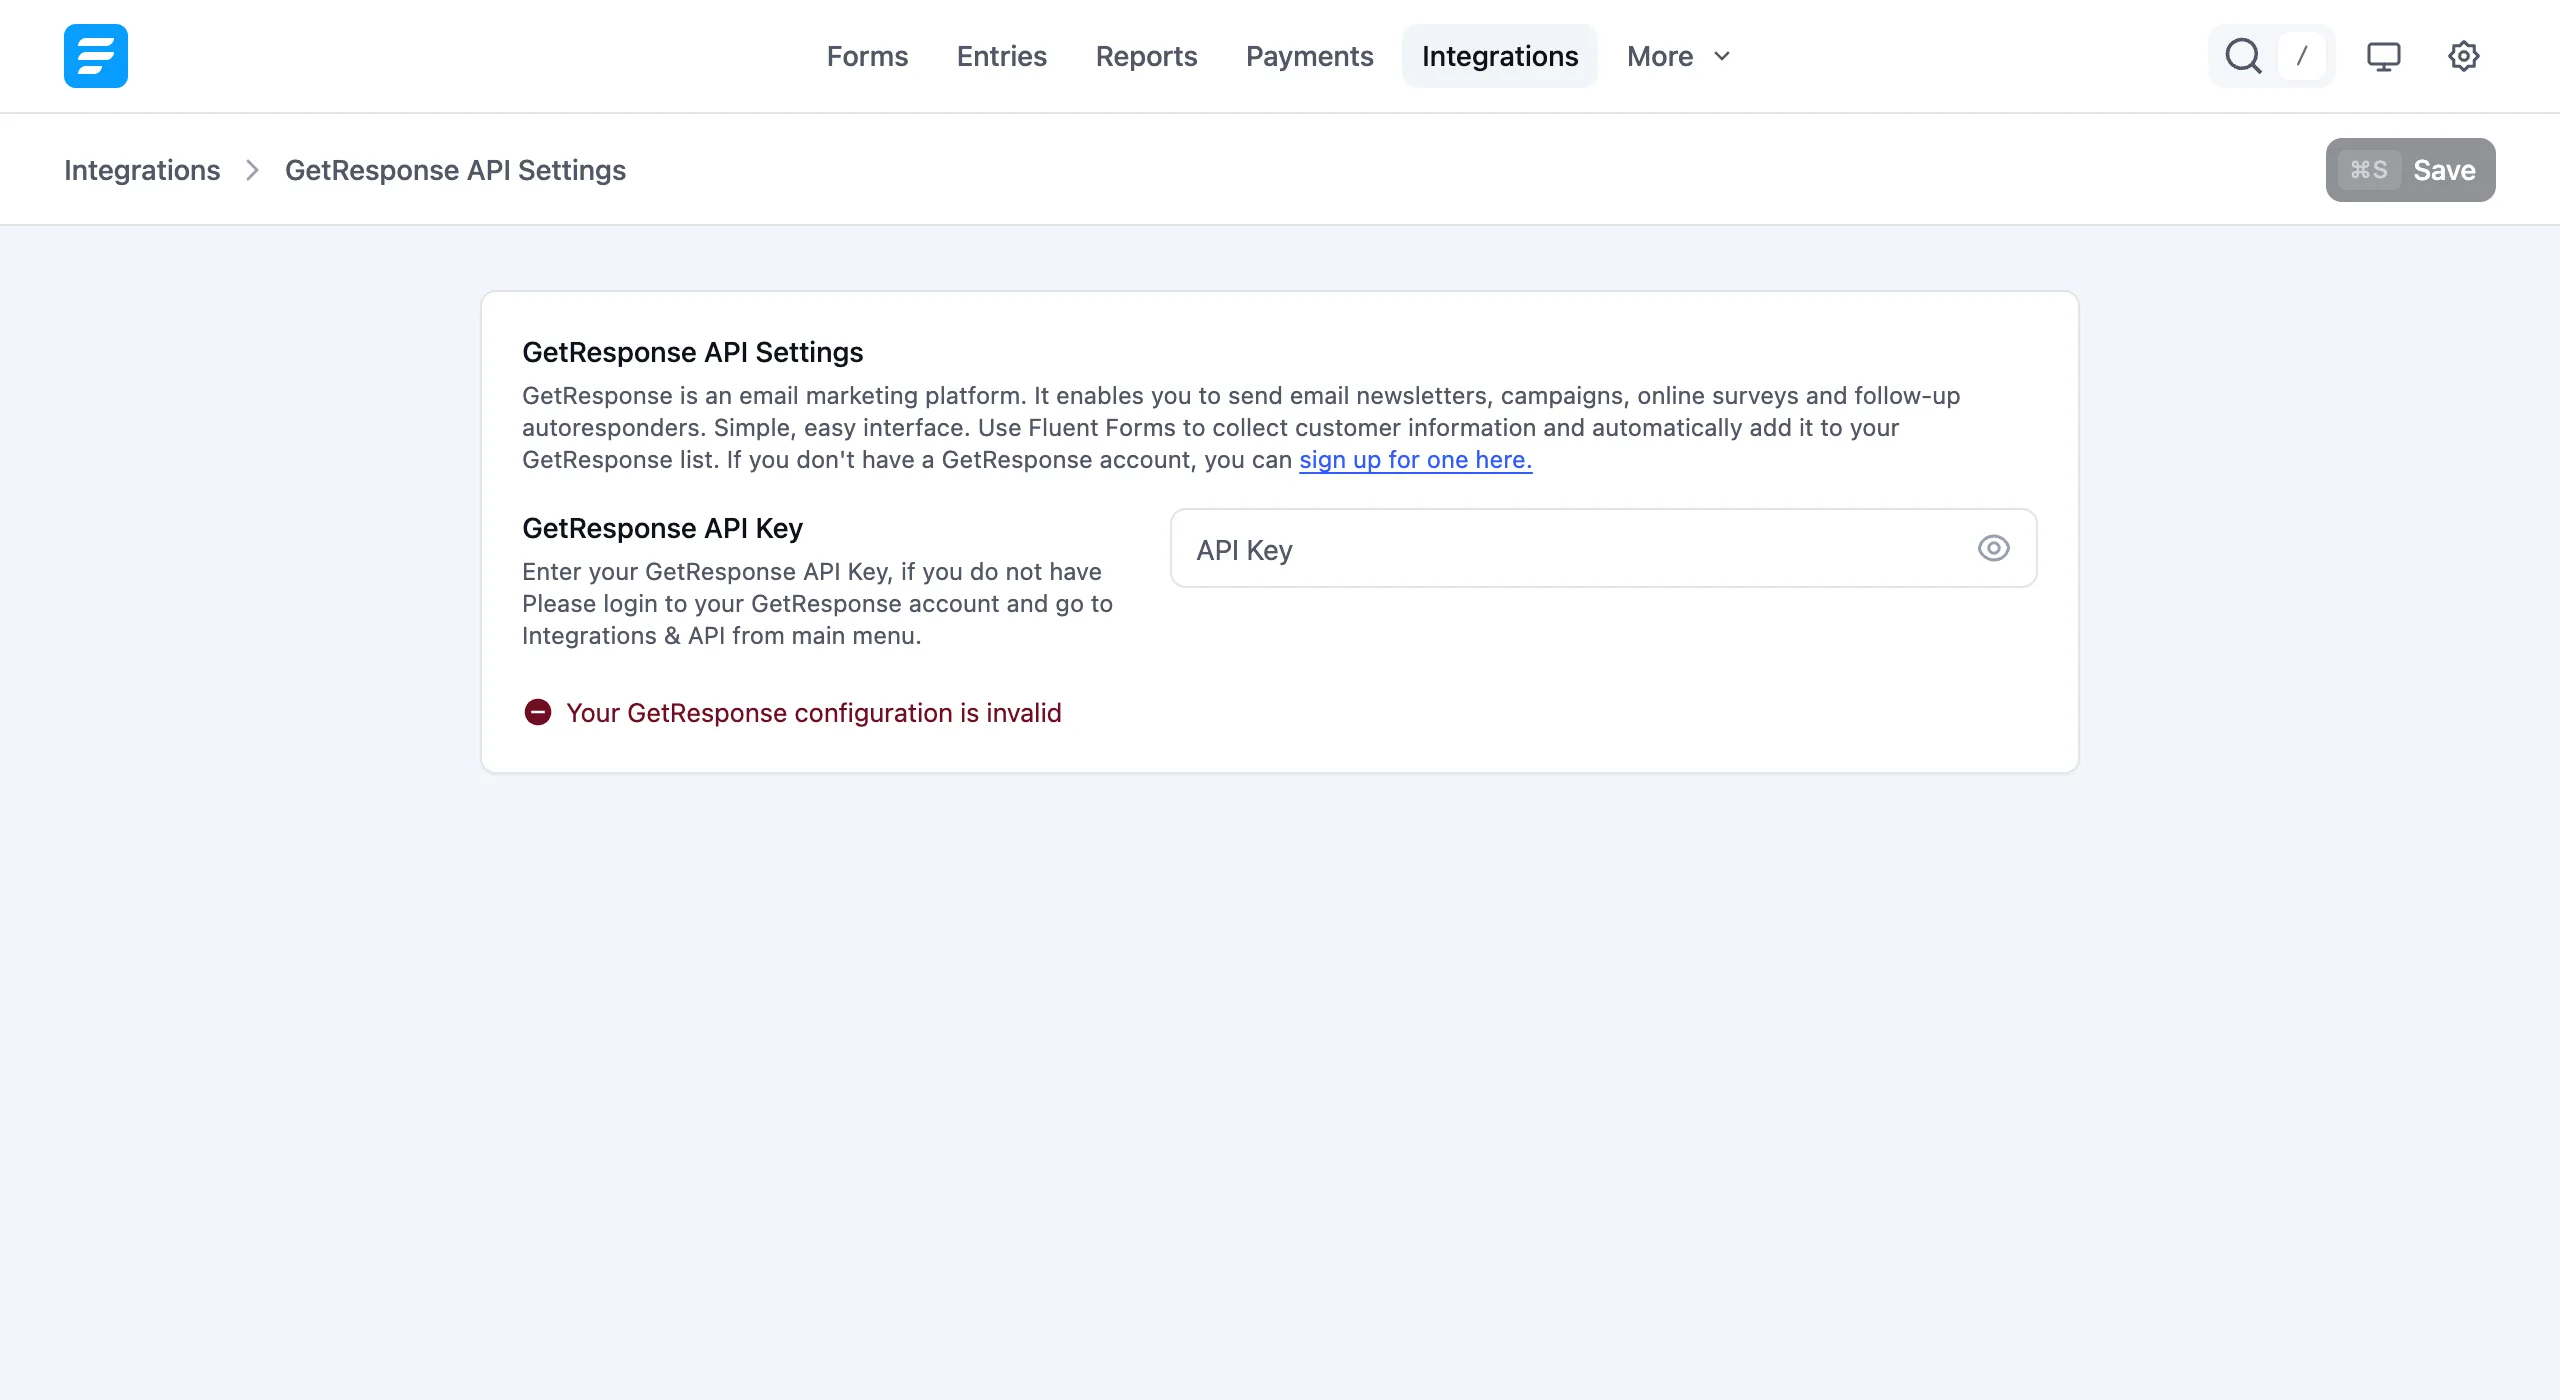 Forms Entries Reports Payments Integrations More /
Integrations GetResponse API Settings ⌘S Save
GetResponse API Settings
GetResponse is an email marketing platform. It enables you to send email newsletters, campaigns, online surveys and follow-up
autoresponders. Simple, easy interface. Use Fluent Forms to collect customer information and automatically add it to your
GetResponse list. If you don't have a GetResponse account, you can sign up for one here.
GetResponse API Key
API Key
Enter your GetResponse API Key, if you do not have
Please login to your GetResponse account and go to
Integrations & API from main menu.
Your GetResponse configuration is invalid